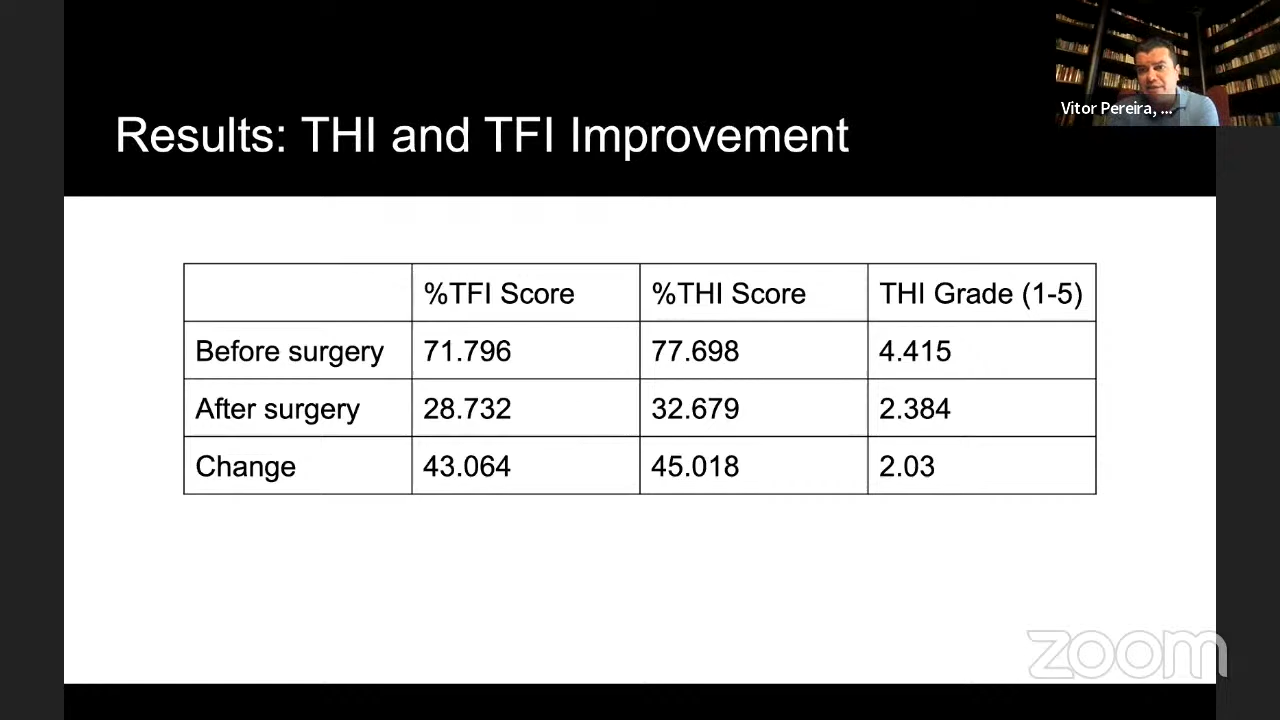 Vitor Pereira, ...
Results: THI and TFI Improvement
%TFI Score %THI Score THI Grade (1-5)
Before surgery 71.796 77.698 4.415
After surgery 28.732 32.679 2.384
Change 43.064 45.018 2.03
zoom